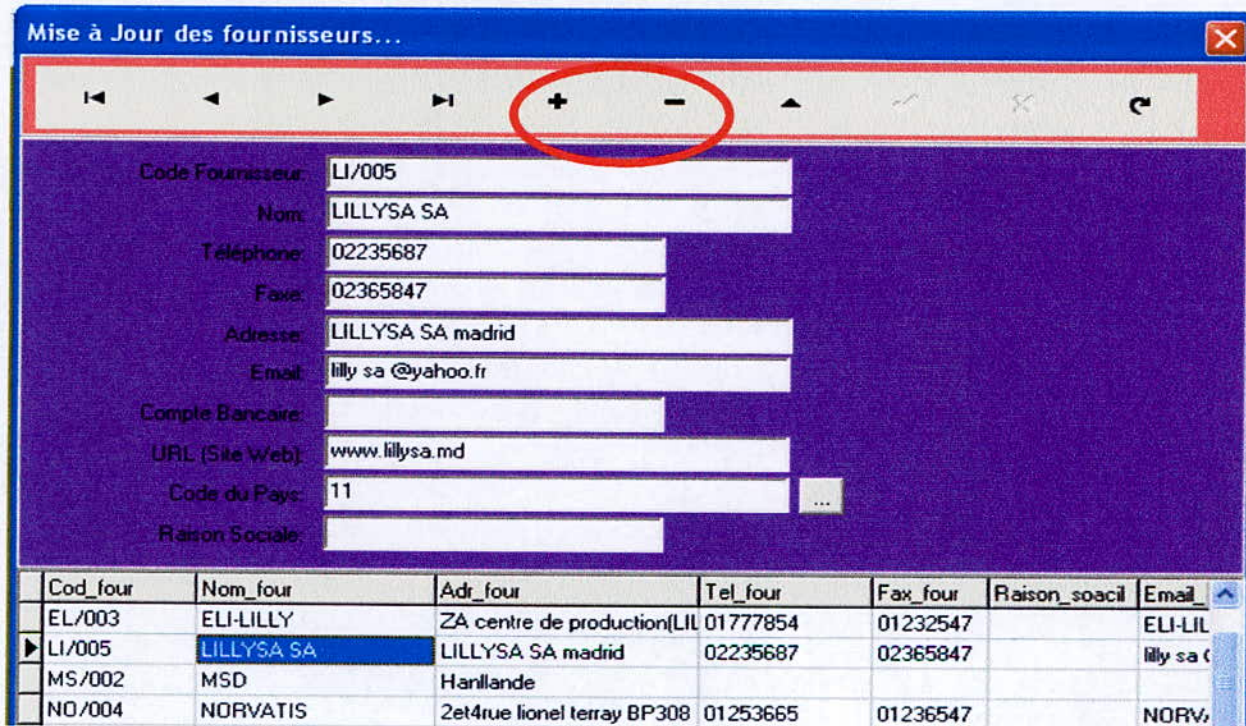 Mise à Jour des fournisseurs...
Code Fournisseur: LI/005
Nom: LILLYSA SA
Téléphone: 02235687
Faxe: 02365847
Adresse: LILLYSA SA madrid
Email: lilly sa @yahoo.fr
Compte Bancaire:
URL (Site Web): www.lillysa.md
Code du Pays: 11 ...
Raison Sociale:
Cod_four Nom_four Adr_four Tel_four Fax_four Raison_soacil Email_
EL/003 ELI-LILLY ZA centre de production(LIL 01777854 01232547 ELI-LIL
LI/005 LILLYSA SA LILLYSA SA madrid 02235687 02365847 lilly sa (
MS/002 MSD Hanllande
NO/004 NORVATIS 2et4rue lionel terray BP308 01253665 01236547 NORVA